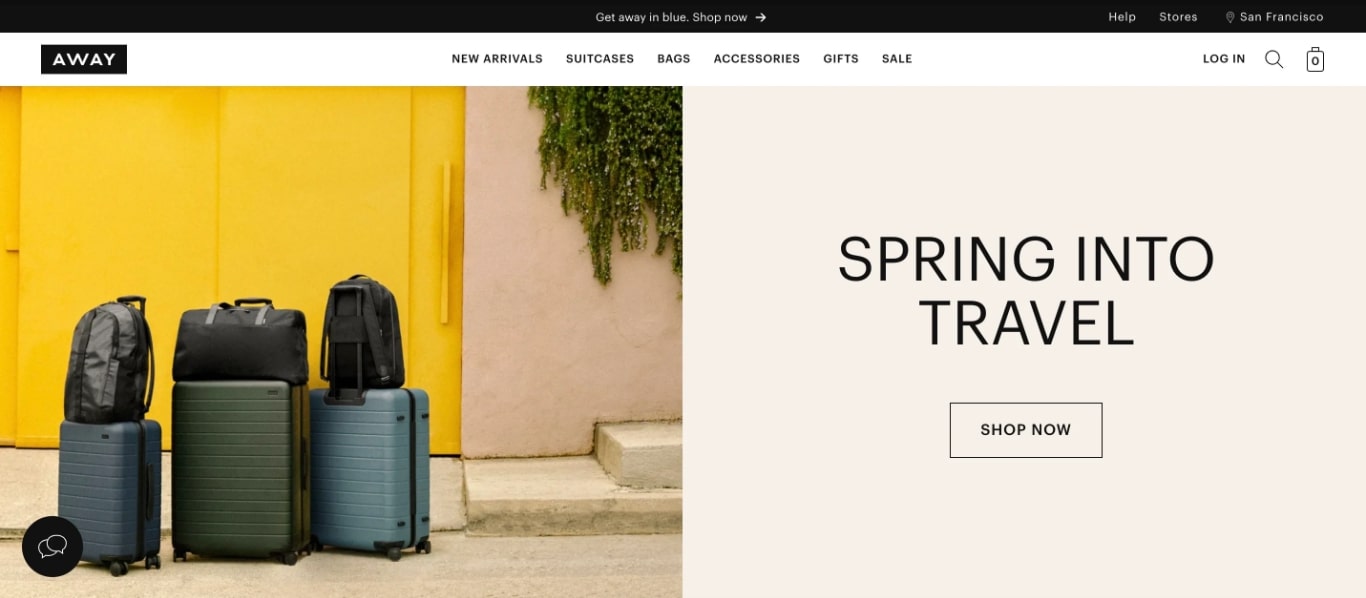 Get away in blue. Shop now
Help Stores San Francisco
AWAY
NEW ARRIVALS SUITCASES BAGS ACCESSORIES GIFTS SALE
LOG IN
0
SPRING INTO
TRAVEL
SHOP NOW